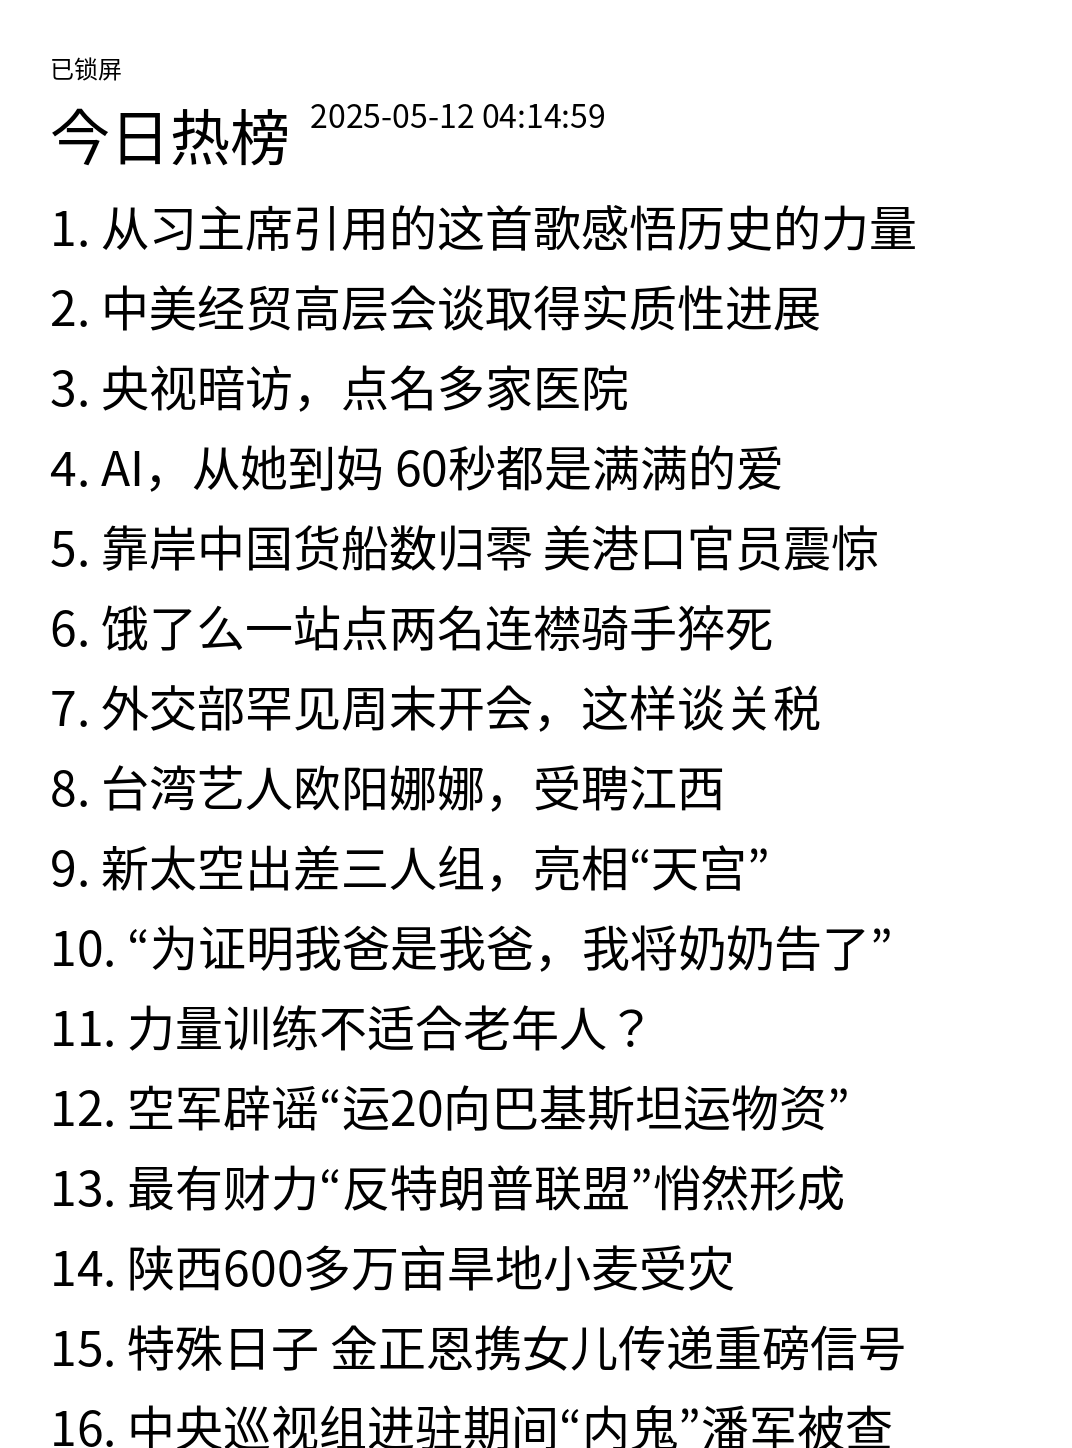 已锁屏
今日热榜 2025-05-12 04:14:59
1. 从习主席引用的这首歌感悟历史的力量
2. 中美经贸高层会谈取得实质性进展
3. 央视暗访，点名多家医院
4. AI，从她到妈 60秒都是满满的爱
5. 靠岸中国货船数归零 美港口官员震惊
6. 饿了么一站点两名连襟骑手猝死
7. 外交部罕见周末开会，这样谈关税
8. 台湾艺人欧阳娜娜，受聘江西
9. 新太空出差三人组，亮相“天宫”
10. “为证明我爸是我爸，我将奶奶告了”
11. 力量训练不适合老年人？
12. 空军辟谣“运20向巴基斯坦运物资”
13. 最有财力“反特朗普联盟”悄然形成
14. 陕西600多万亩旱地小麦受灾
15. 特殊日子 金正恩携女儿传递重磅信号
16. 中央巡视组进驻期间“内鬼”潘军被查